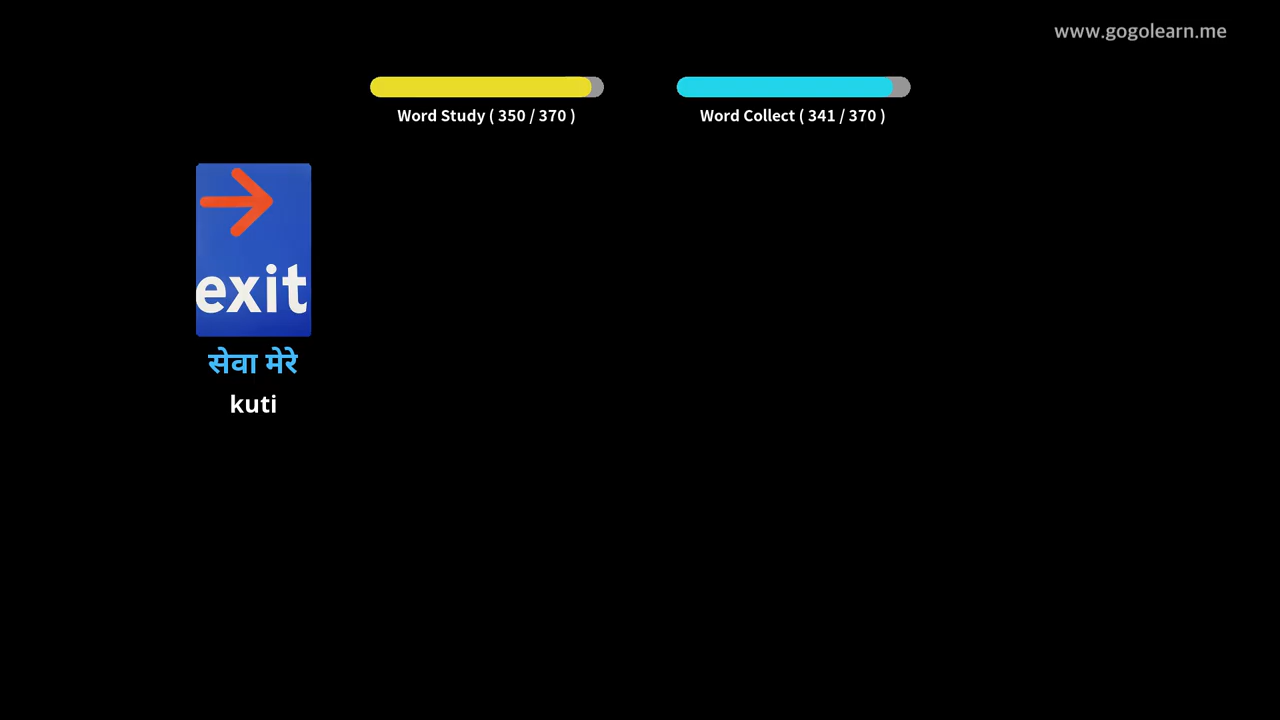 www.gogolearn.me
Word Study ( 350 / 370 )
Word Collect ( 341 / 370 )
exit
सेवा मेरे
kuti